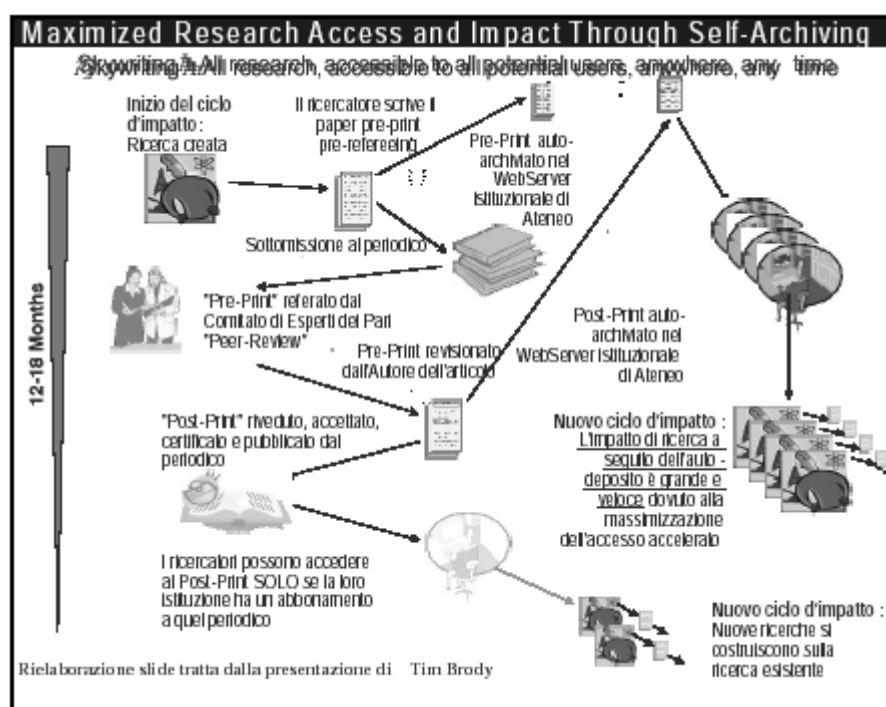 Maximized Research Access and Impact Through Self-Archiving
Skywriting All research, accessible to all potential users, anywhere, any time
Inizio del ciclo
d'impatto :
Ricerca creata
Il ricercatore scrive il
paper pre-print
pre-refereeing
Pre-Print auto-
archiviato nel
WebServer
istituzionale di
Ateneo
Sottomissione al periodico
12-18 Months
"Pre-Print" referato dal
Comitato di Esperti dei Pari
"Peer-Review"
Pre-Print revisionato
dall'Autore dell'articolo
Post-Print auto-
archiviato nel
WebServer istituzionale
di Ateneo
"Post-Print" riveduto, accettato,
certificato e pubblicato dal
periodico
Nuovo ciclo d'impatto :
L'impatto di ricerca a
seguito dell'auto -
deposito è grande e
veloce dovuto alla
massimizzazione
dell'accesso accelerato
I ricercatori possono accedere
al Post-Print SOLO se la loro
istituzione ha un abbonamento
a quel periodico
Nuovo ciclo d'impatto :
Nuove ricerche si
costruiscono sulla
ricerca esistente
Rielaborazione slide tratta dalla presentazione di Tim Brody